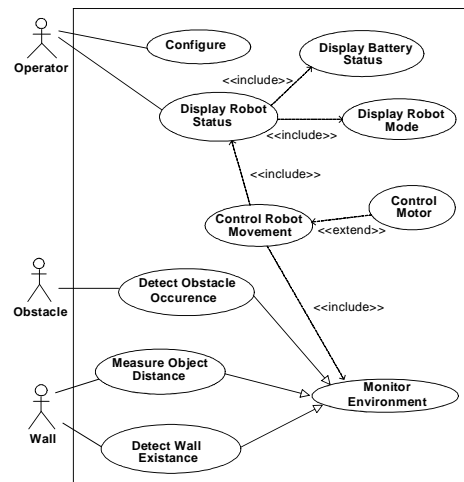 Operator
Configure
Display Battery
Status
<<include>>
Display Robot
Status
Display Robot
Mode
<<include>>
<<include>>
Control Robot
Movement
Control
Motor
<<extend>>
Obstacle
Detect Obstacle
Occurence
<<include>>
Measure Object
Distance
Monitor
Environment
Wall
Detect Wall
Existance